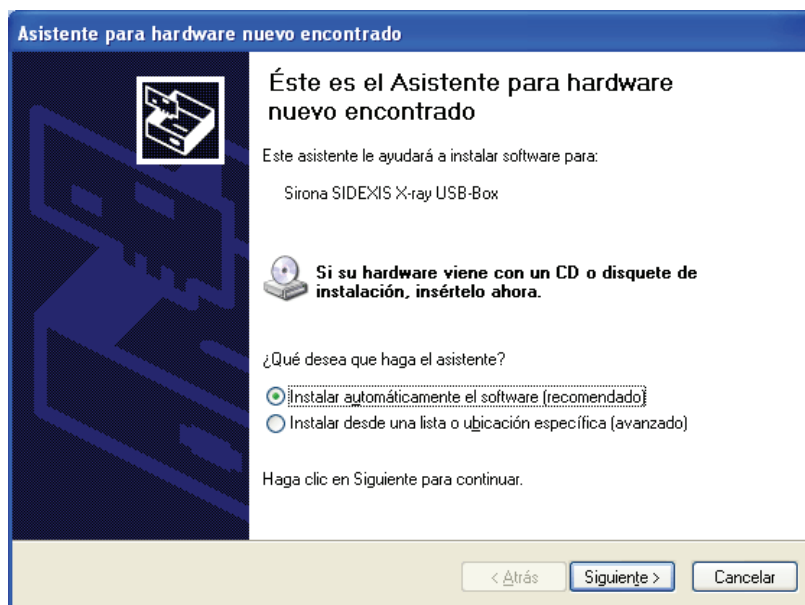 Asistente para hardware nuevo encontrado
Éste es el Asistente para hardware
nuevo encontrado
Este asistente le ayudará a instalar software para:
Sirona SIDEXIS X-ray USB-Box
Si su hardware viene con un CD o disquete de
instalación, insértelo ahora.
¿Qué desea que haga el asistente?
Instalar automáticamente el software (recomendado)
Instalar desde una lista o ubicación específica (avanzado)
Haga clic en Siguiente para continuar.
< Atrás Siguiente > Cancelar